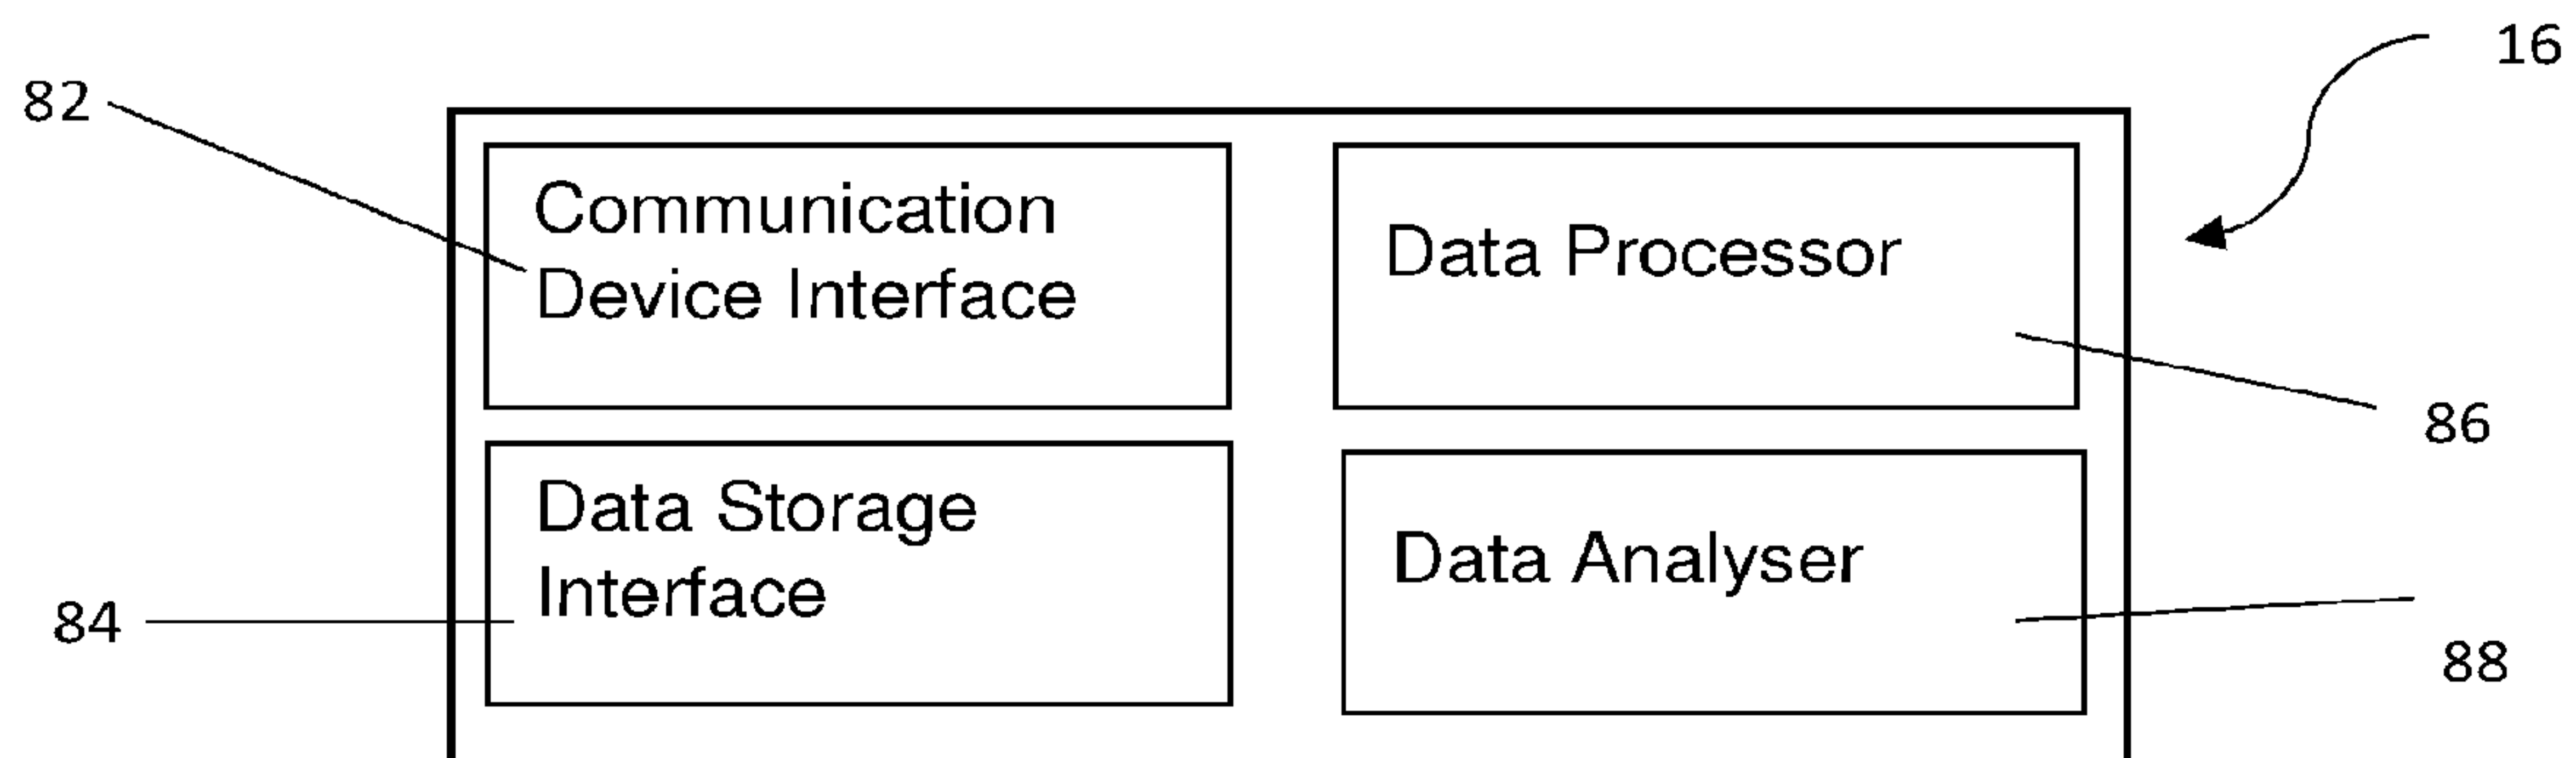 16
82
Communication
Device Interface
Data Processor
86
Data Storage
Interface
Data Analyser
84
88